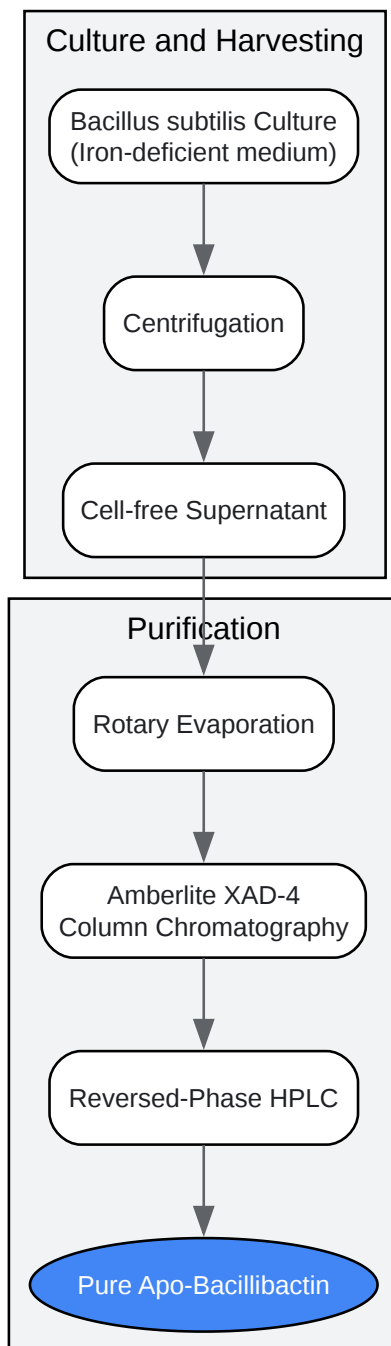 Culture and Harvesting
Bacillus subtilis Culture
(Iron-deficient medium)
Centrifugation
Cell-free Supernatant
Purification
Rotary Evaporation
Amberlite XAD-4
Column Chromatography
Reversed-Phase HPLC
Pure Apo-Bacillibactin